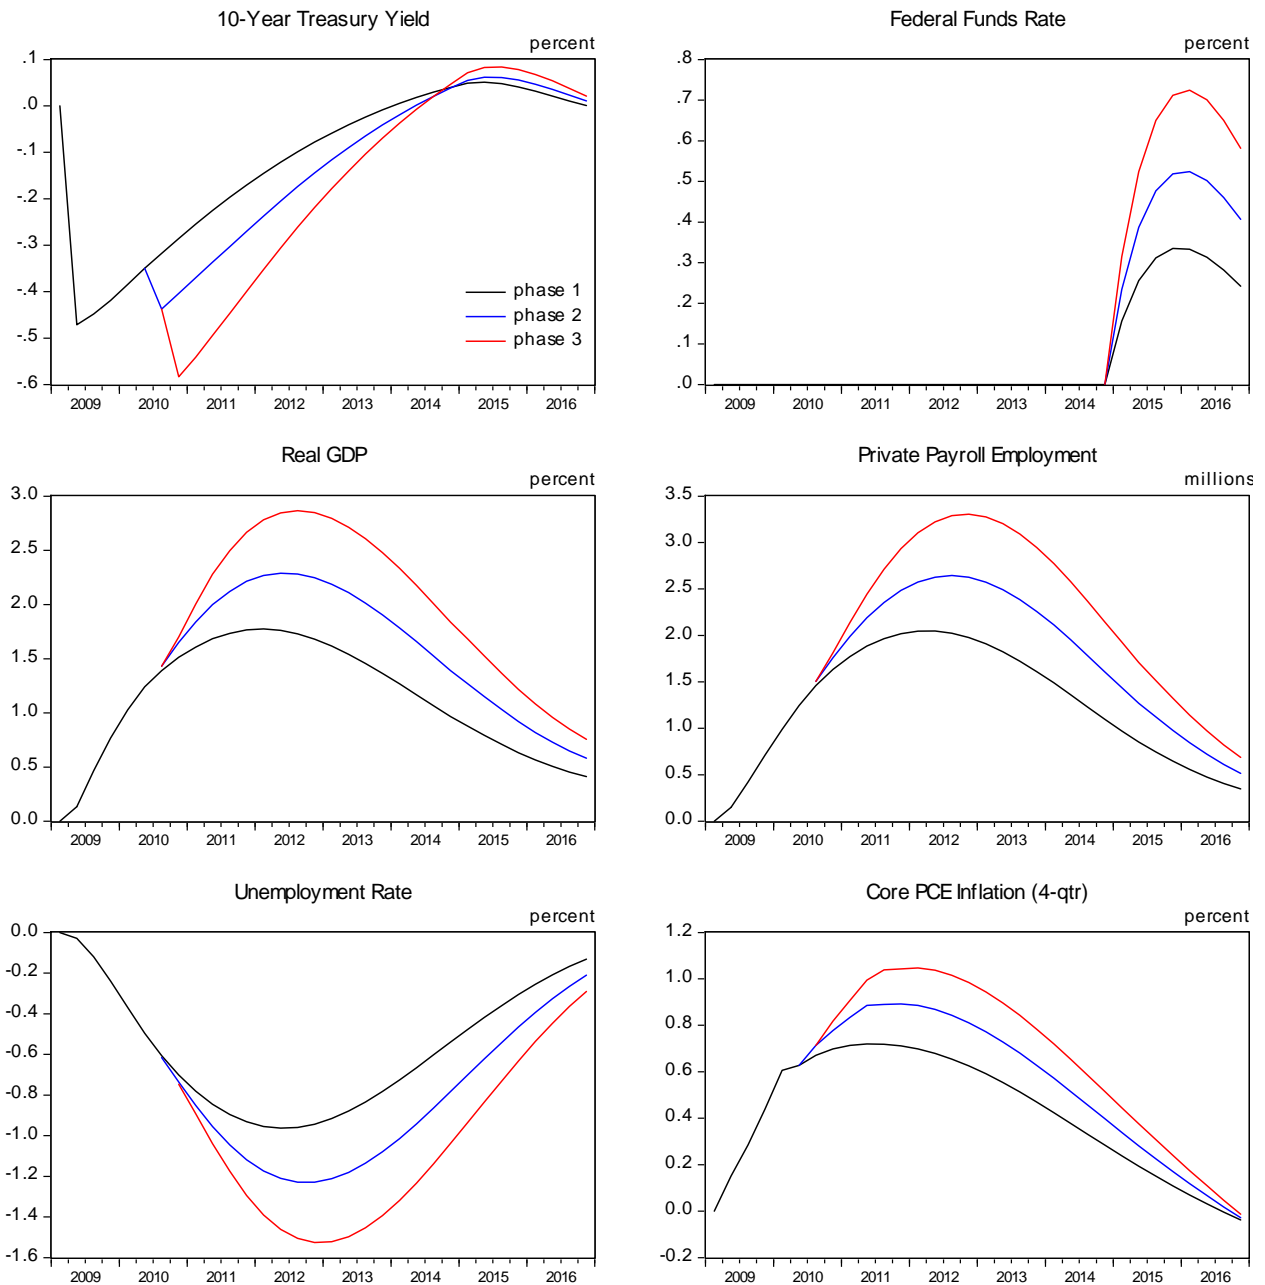 10-Year Treasury Yield
percent
.1
.0
-.1
-.2
-.3
-.4
-.5
-.6
phase 1
phase 2
phase 3
2009 2010 2011 2012 2013 2014 2015 2016
Federal Funds Rate
percent
.8
.7
.6
.5
.4
.3
.2
.1
.0
2009 2010 2011 2012 2013 2014 2015 2016
Real GDP
percent
3.0
2.5
2.0
1.5
1.0
0.5
0.0
2009 2010 2011 2012 2013 2014 2015 2016
Private Payroll Employment
millions
3.5
3.0
2.5
2.0
1.5
1.0
0.5
0.0
2009 2010 2011 2012 2013 2014 2015 2016
Unemployment Rate
percent
0.0
-0.2
-0.4
-0.6
-0.8
-1.0
-1.2
-1.4
-1.6
2009 2010 2011 2012 2013 2014 2015 2016
Core PCE Inflation (4-qtr)
percent
1.2
1.0
0.8
0.6
0.4
0.2
0.0
-0.2
2009 2010 2011 2012 2013 2014 2015 2016